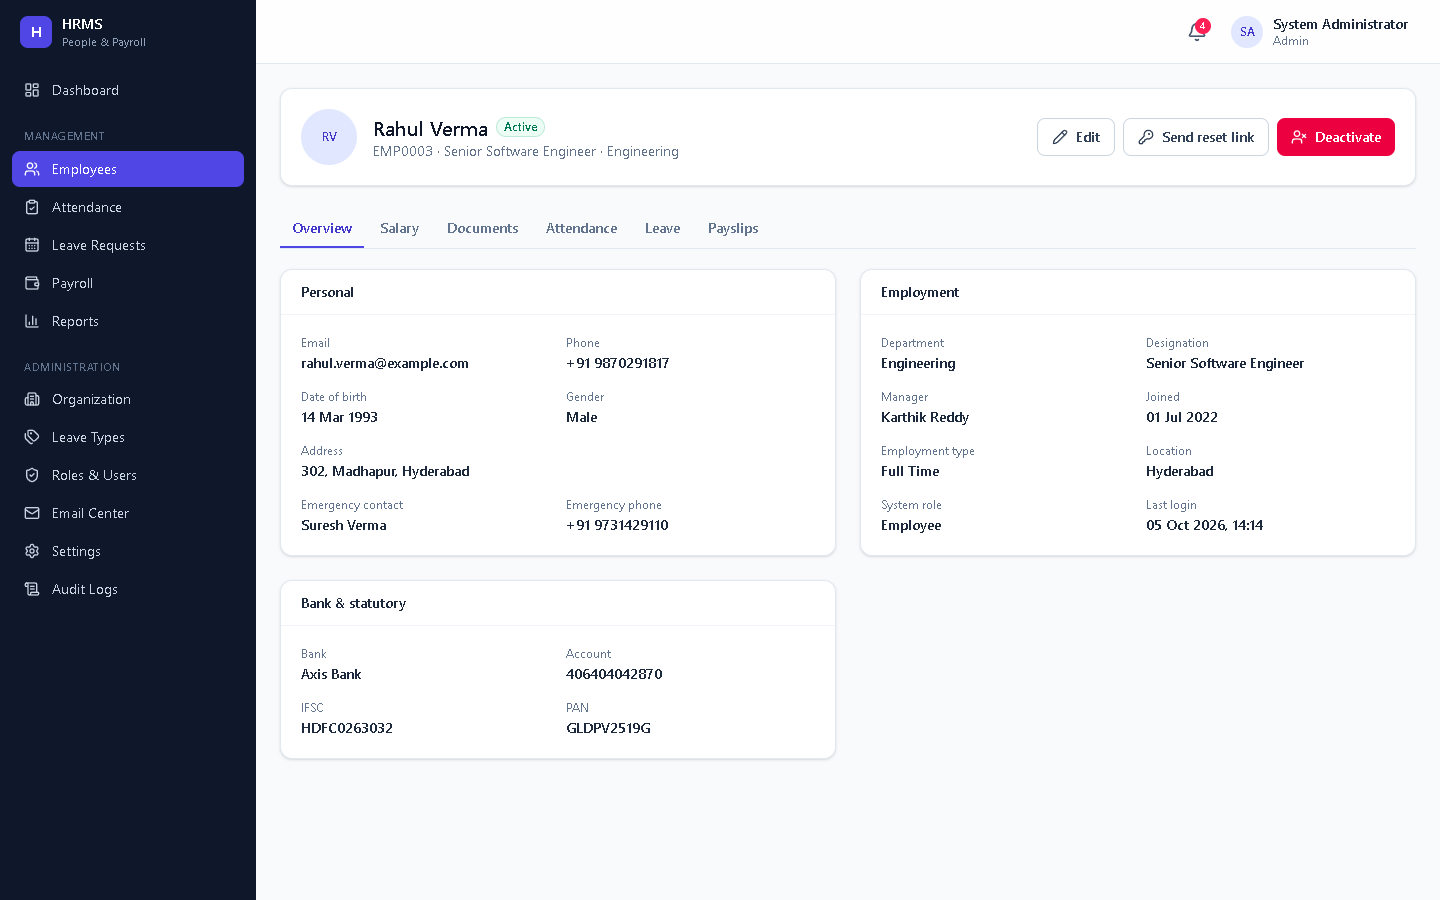 HRMS
People & Payroll
Dashboard
MANAGEMENT
Employees
Attendance
Leave Requests
Payroll
Reports
ADMINISTRATION
Organization
Leave Types
Roles & Users
Email Center
Settings
Audit Logs
4
SA
System Administrator
Admin
RV
Rahul Verma Active
EMP0003 · Senior Software Engineer · Engineering
Edit
Send reset link
Deactivate
Overview Salary Documents Attendance Leave Payslips
Personal
Email Phone
rahul.verma@example.com +91 9870291817
Date of birth Gender
14 Mar 1993 Male
Address
302, Madhapur, Hyderabad
Emergency contact Emergency phone
Suresh Verma +91 9731429110
Employment
Department Designation
Engineering Senior Software Engineer
Manager Joined
Karthik Reddy 01 Jul 2022
Employment type Location
Full Time Hyderabad
System role Last login
Employee 05 Oct 2026, 14:14
Bank & statutory
Bank Account
Axis Bank 406404042870
IFSC PAN
HDFC0263032 GLDPV2519G